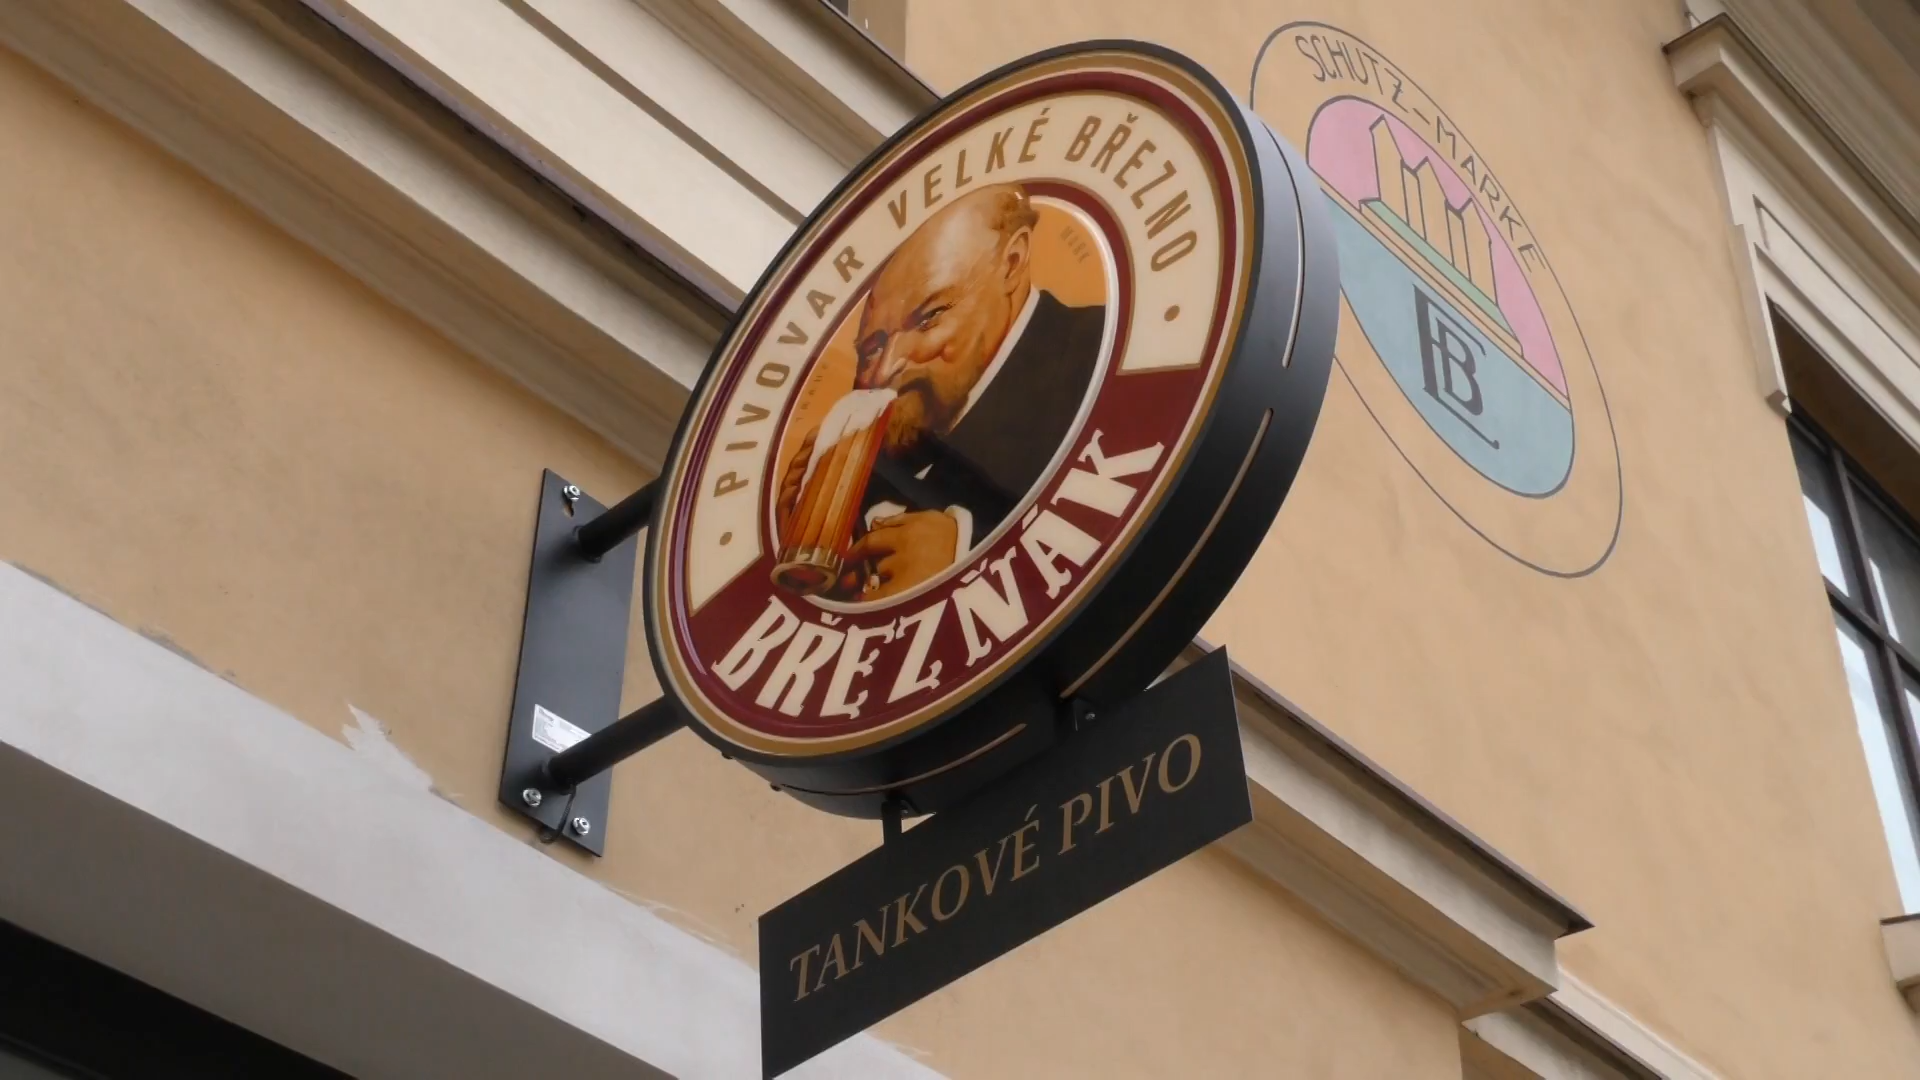 PIVOVAR VELKÉ BŘEZNO
BŘEZŇÁK
TANKOVÉ PIVO
SCHUTZ-MARKE
EB